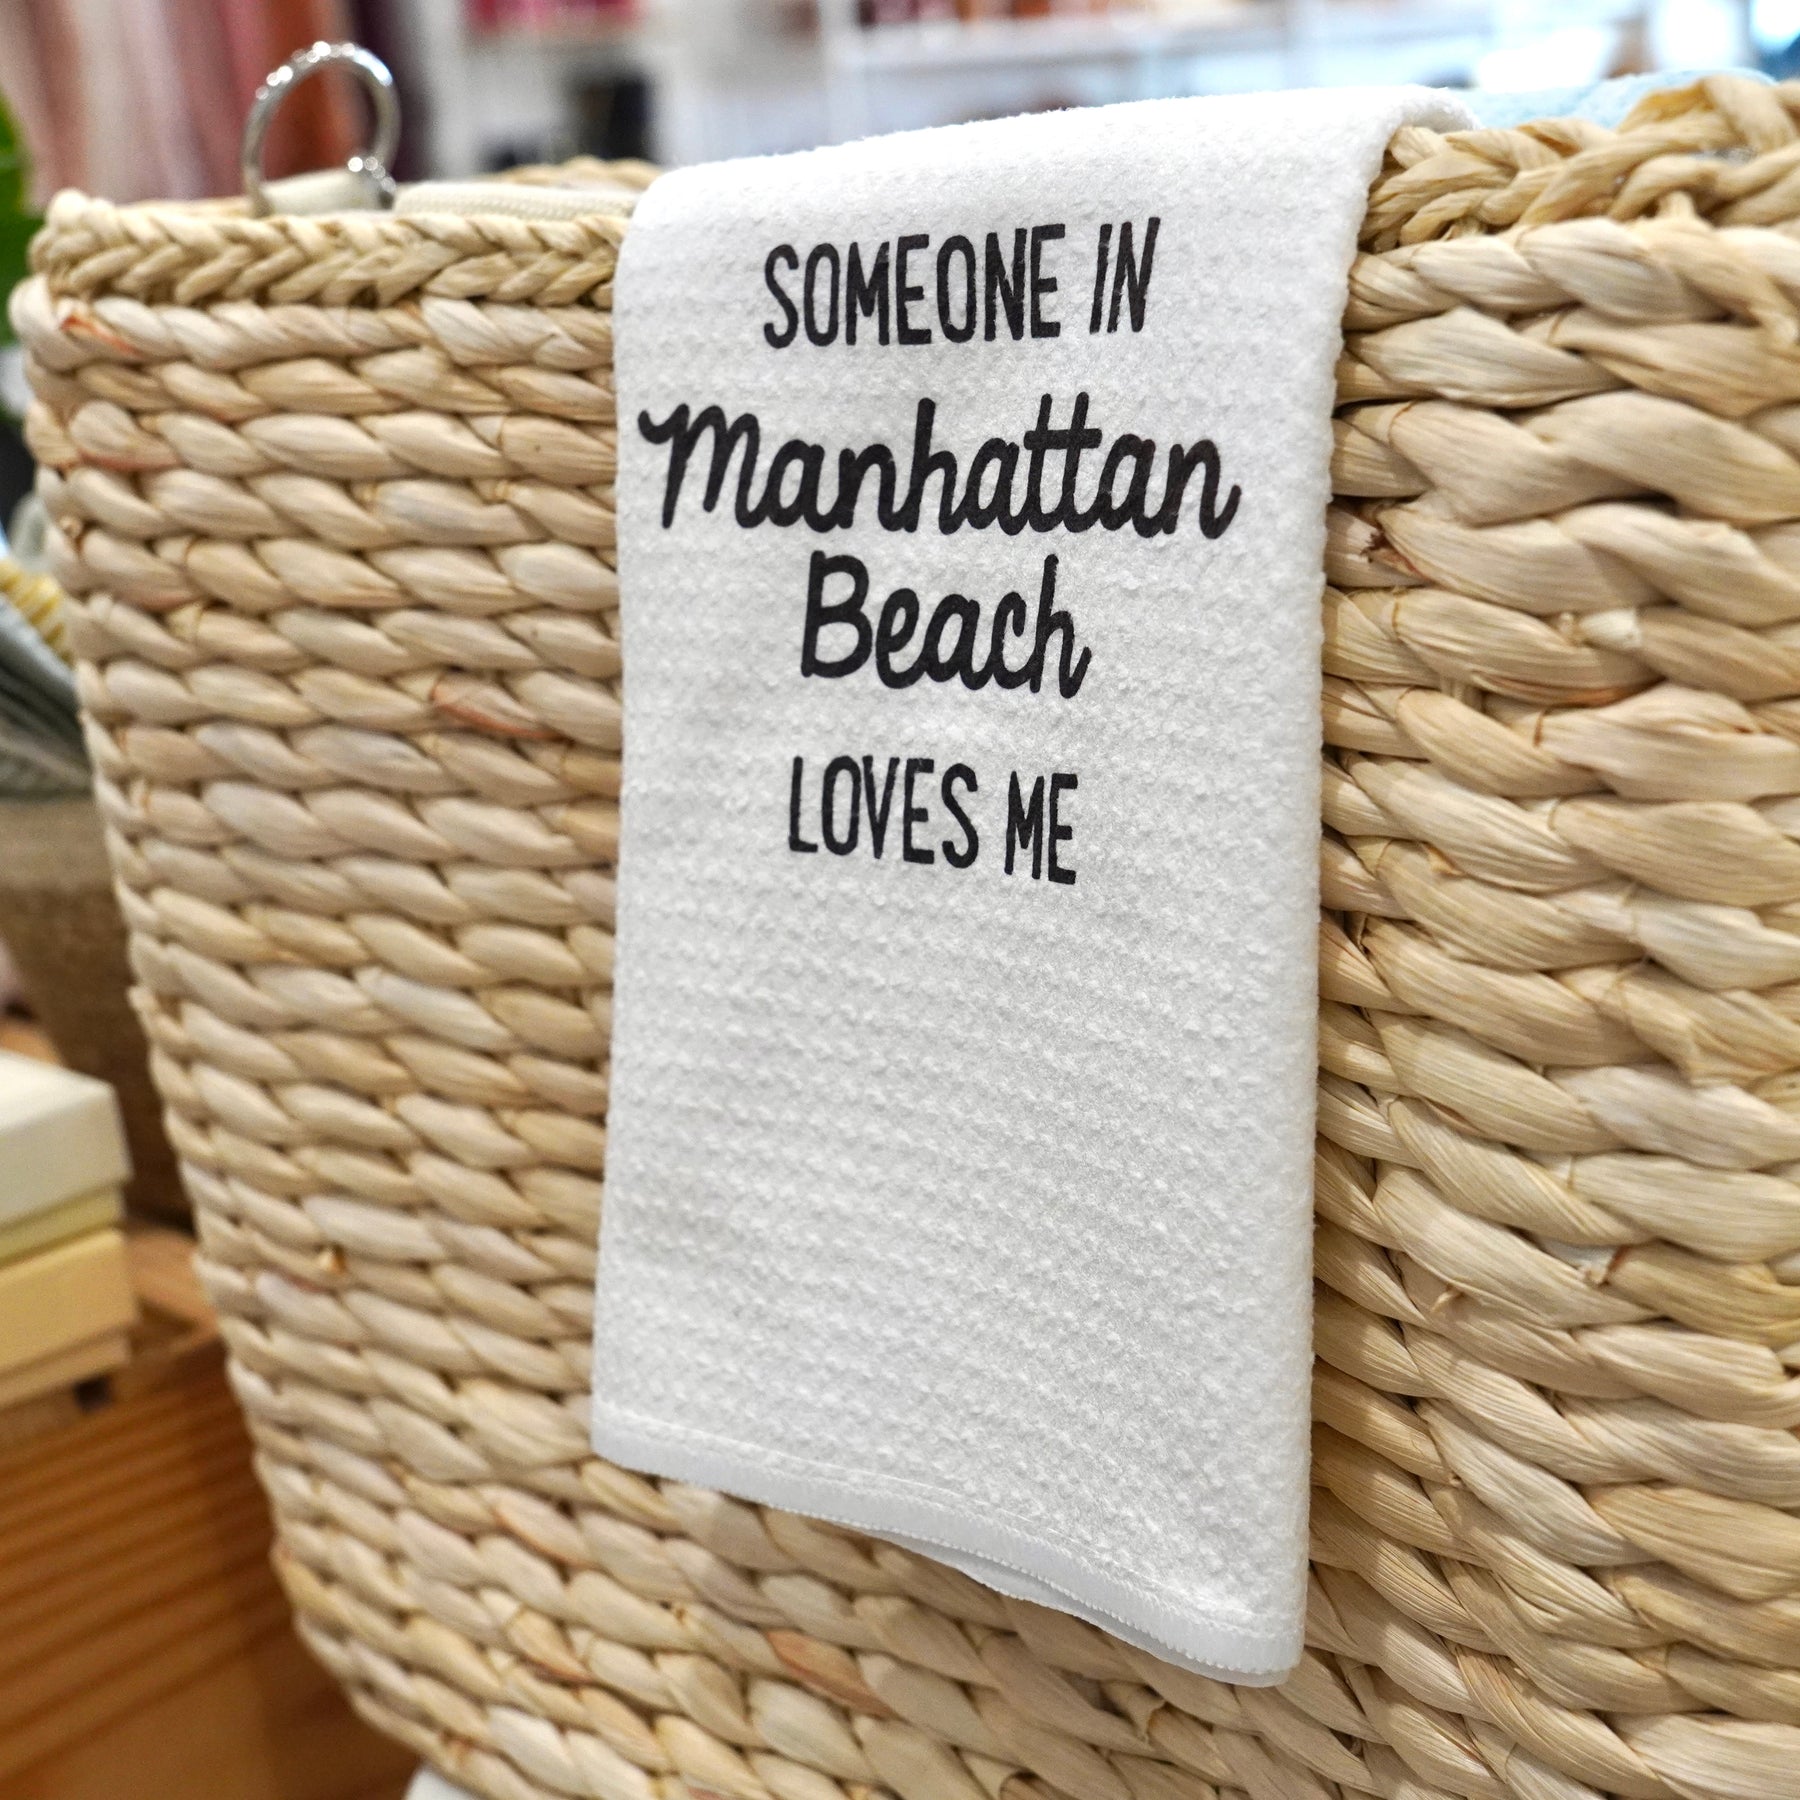 SOMEONE IN
Manhattan
Beach
LOVES ME